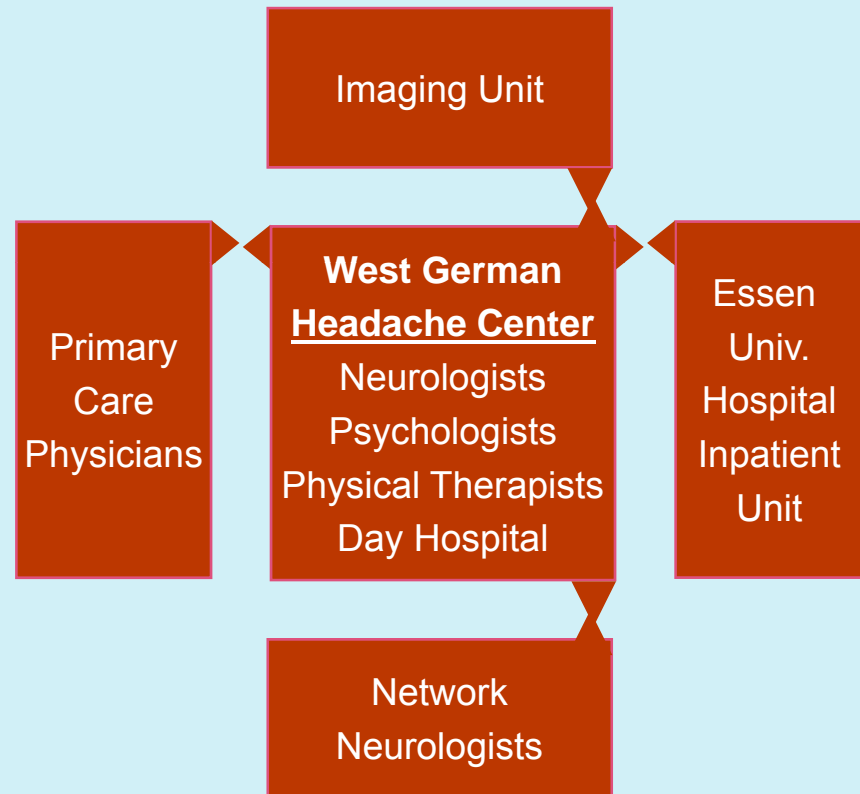 Imaging Unit
Primary
Care
Physicians
West German
Headache Center
Neurologists
Psychologists
Physical Therapists
Day Hospital
Essen
Univ.
Hospital
Inpatient
Unit
Network
Neurologists